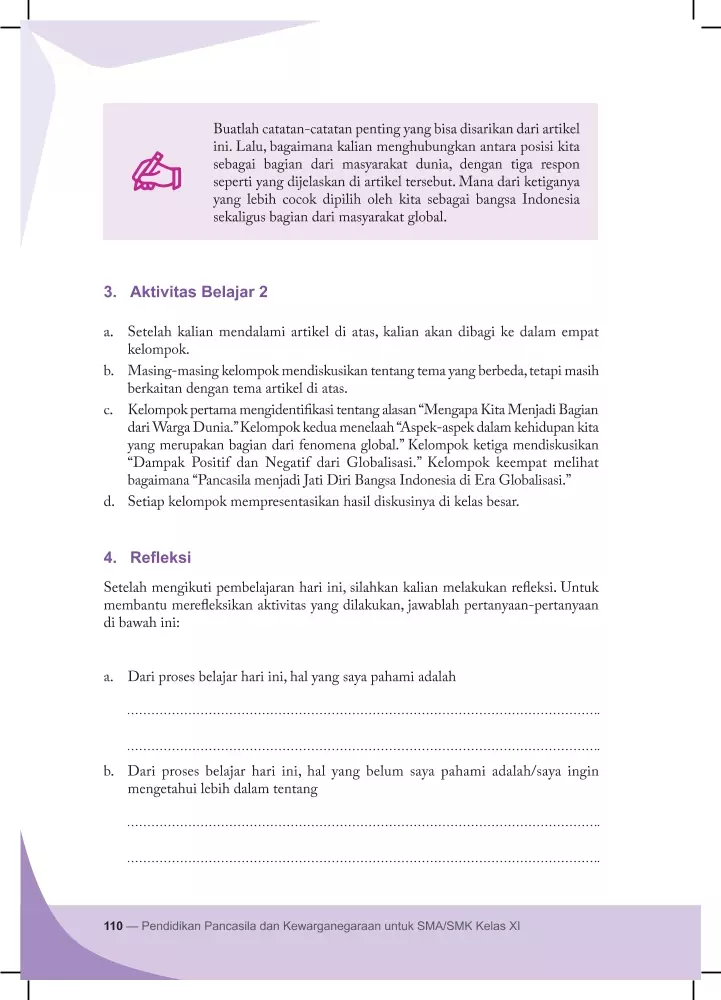 Buatlah catatan-catatan penting yang bisa disarikan dari artikel
ini. Lalu, bagaimana kalian menghubungkan antara posisi kita
sebagai bagian dari masyarakat dunia, dengan tiga respon
seperti yang dijelaskan di artikel tersebut. Mana dari ketiganya
yang lebih cocok dipilih oleh kita sebagai bangsa Indonesia
sekaligus bagian dari masyarakat global.
3. Aktivitas Belajar 2
a. Setelah kalian mendalami artikel di atas, kalian akan dibagi ke dalam empat
kelompok.
b. Masing-masing kelompok mendiskusikan tentang tema yang berbeda, tetapi masih
berkaitan dengan tema artikel di atas.
c. Kelompok pertama mengidentifikasi tentang alasan “Mengapa Kita Menjadi Bagian
dari Warga Dunia.” Kelompok kedua menelaah “Aspek-aspek dalam kehidupan kita
yang merupakan bagian dari fenomena global.” Kelompok ketiga mendiskusikan
“Dampak Positif dan Negatif dari Globalisasi.” Kelompok keempat melihat
bagaimana “Pancasila menjadi Jati Diri Bangsa Indonesia di Era Globalisasi.”
d. Setiap kelompok mempresentasikan hasil diskusinya di kelas besar.
4. Refleksi
Setelah mengikuti pembelajaran hari ini, silahkan kalian melakukan refleksi. Untuk
membantu merefleksikan aktivitas yang dilakukan, jawablah pertanyaan-pertanyaan
di bawah ini:
a. Dari proses belajar hari ini, hal yang saya pahami adalah
b. Dari proses belajar hari ini, hal yang belum saya pahami adalah/saya ingin
mengetahui lebih dalam tentang
110 — Pendidikan Pancasila dan Kewarganegaraan untuk SMA/SMK Kelas XI